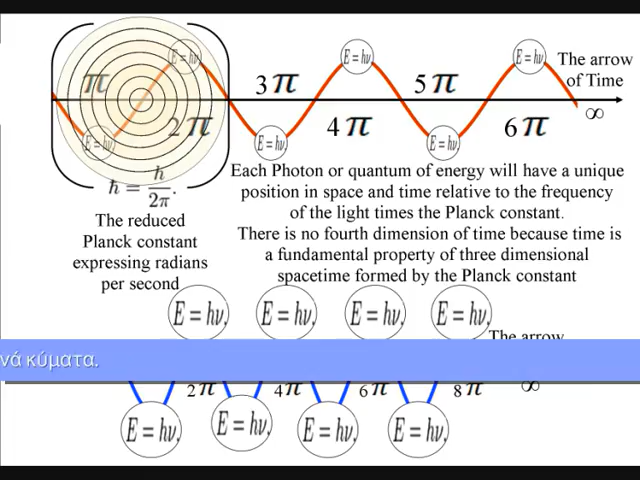 E = hν E = hν E = hν
The arrow
of Time
π 3π 5π
2π 4π 6π ∞
E = hν E = hν E = hν
ħ = h/2π.
The reduced
Planck constant
expressing radians
per second
Each Photon or quantum of energy will have a unique
position in space and time relative to the frequency
of the light times the Planck constant.
There is no fourth dimension of time because time is
a fundamental property of three dimensional
spacetime formed by the Planck constant
E = hν, E = hν, E = hν, E = hν,
The arrow
νά κύματα.
2π 4π 6π 8π ∞
E = hν, E = hν, E = hν, E = hν,